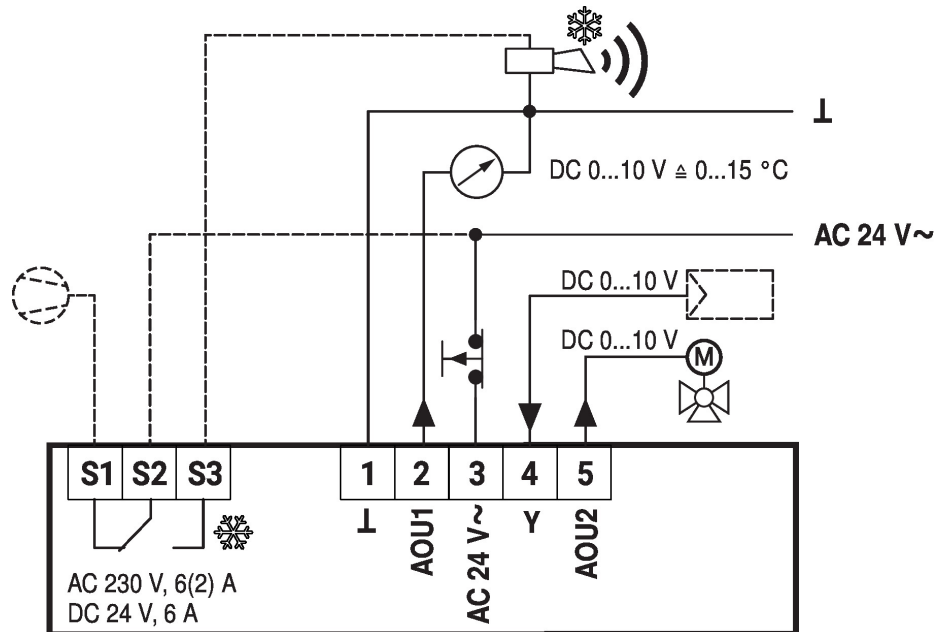 ⊥
DC 0...10 V ≙ 0...15 °C
AC 24 V~
DC 0...10 V
DC 0...10 V
M
S1 S2 S3 1 2 3 4 5
⊥ AOU1 AC 24 V~ Y AOU2
AC 230 V, 6(2) A
DC 24 V, 6 A